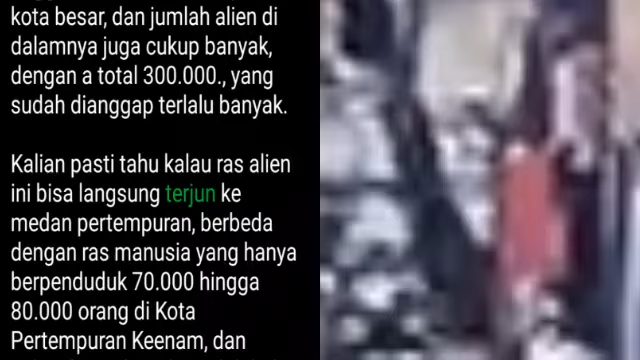 kota besar, dan jumlah alien di
dalamnya juga cukup banyak,
dengan a total 300.000., yang
sudah dianggap terlalu banyak.
Kalian pasti tahu kalau ras alien
ini bisa langsung terjun ke
medan pertempuran, berbeda
dengan ras manusia yang hanya
berpenduduk 70.000 hingga
80.000 orang di Kota
Pertempuran Keenam, dan